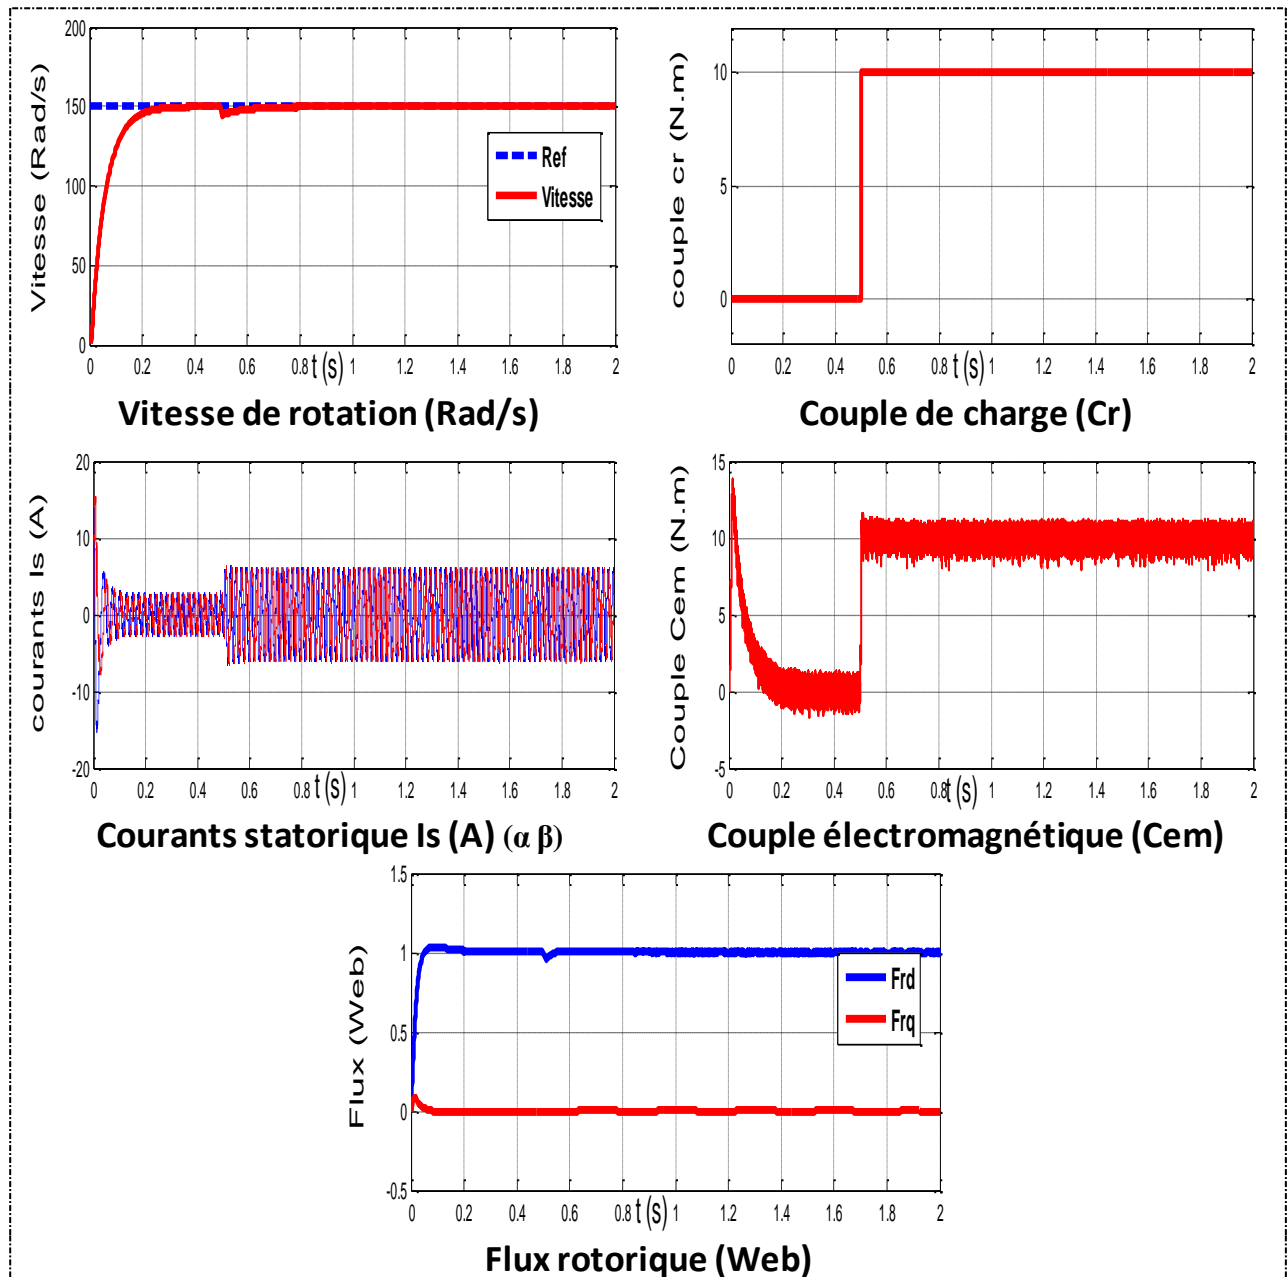 Vitesse (Rad/s)
200
150
100
50
0
0 0.2 0.4 0.6 0.8 1 1.2 1.4 1.6 1.8 2
t (s)
Ref
Vitesse
Vitesse de rotation (Rad/s)
couple cr (N.m)
10
5
0
0 0.2 0.4 0.6 0.8 1 1.2 1.4 1.6 1.8 2
t (s)
Couple de charge (Cr)
courants Is (A)
20
10
0
-10
-20
0 0.2 0.4 0.6 0.8 1 1.2 1.4 1.6 1.8 2
t (s)
Courants statorique Is (A) (α β)
Couple Cem (N.m)
15
10
5
0
-5
0 0.2 0.4 0.6 0.8 1 1.2 1.4 1.6 1.8 2
t (s)
Couple électromagnétique (Cem)
Flux (Web)
1.5
1
0.5
0
-0.5
0 0.2 0.4 0.6 0.8 1 1.2 1.4 1.6 1.8 2
t (s)
Frd
Frq
Flux rotorique (Web)